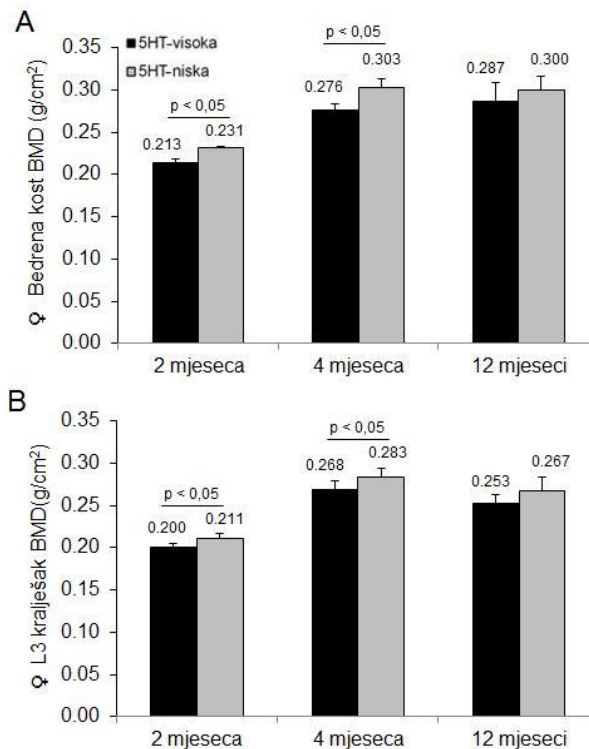 A
5HT-visoka
5HT-niska
♀ Bedrena kost BMD (g/cm²)
0.35
0.30
0.25
0.20
0.15
0.10
0.05
0.00
p < 0,05
0.213
0.231
p < 0,05
0.276
0.303
0.287
0.300
2 mjeseca
4 mjeseca
12 mjeseci
B
♀ L3 kralješak BMD(g/cm²)
0.35
0.30
0.25
0.20
0.15
0.10
0.05
0.00
p < 0,05
0.200
0.211
p < 0,05
0.268
0.283
0.253
0.267
2 mjeseca
4 mjeseca
12 mjeseci